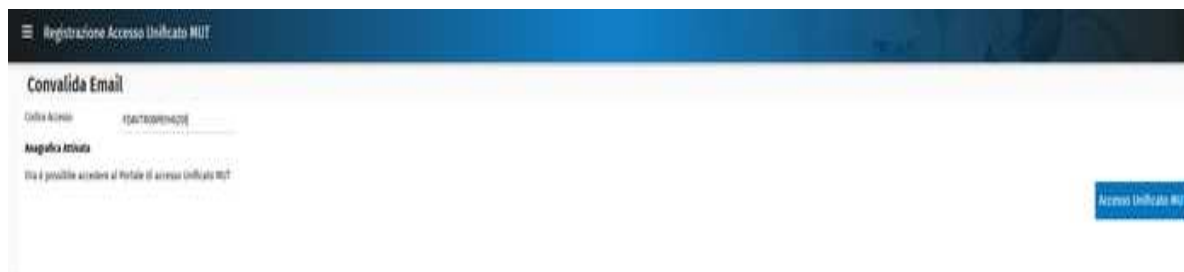 Registrazione Accesso Unificato MUT
Convalida Email
Codice Accesso
Anagrafica Attivata
Ora è possibile accedere al Portale di accesso Unificato MUT
Accesso Unificato MU